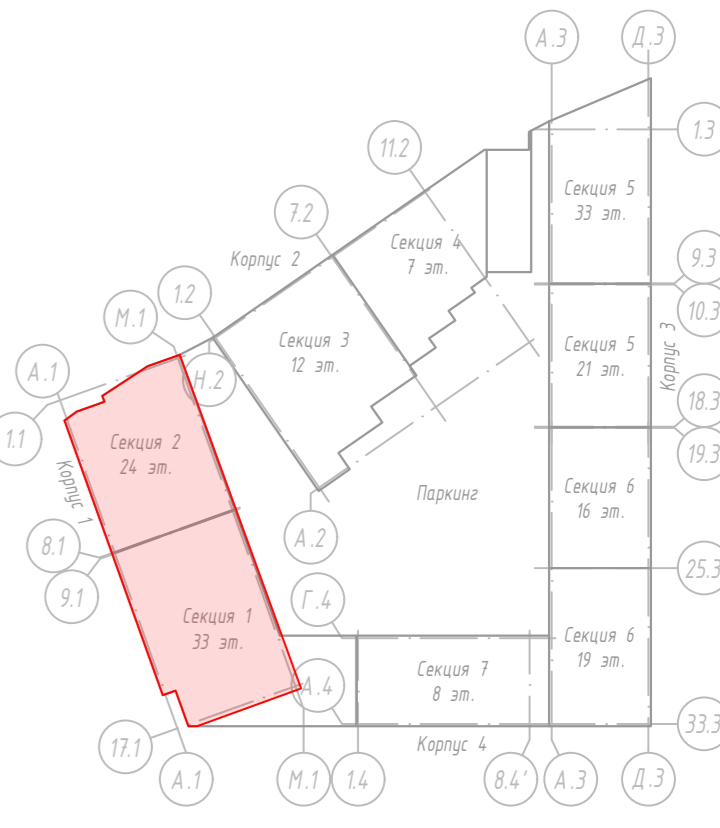 А.3
Д.3
1.3
11.2
Секция 5
33 эт.
7.2
Секция 4
7 эт.
Корпус 2
9.3
1.2
10.3
М.1
Секция 3
12 эт.
Секция 5
21 эт.
Корпус 3
А.1
Н.2
18.3
1.1
Секция 2
24 эт.
19.3
Корпус 1
Паркинг
Секция 6
16 эт.
8.1
А.2
25.3
9.1
Г.4
Секция 1
33 эт.
Секция 6
19 эт.
А.4
Секция 7
8 эт.
33.3
17.1
Корпус 4
А.1
М.1
1.4
8.4'
А.3
Д.3